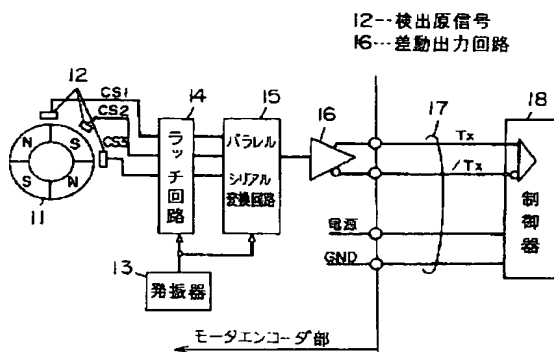 12---検出原信号
16---差動出力回路
12
CS1
CS2
CS3
N
S
S
N
11
14
ラッチ回路
15
パラレル
シリアル
変換回路
13
発振器
16
17
Tx
/Tx
電源
GND
18
制御器
モータエンコーダ部